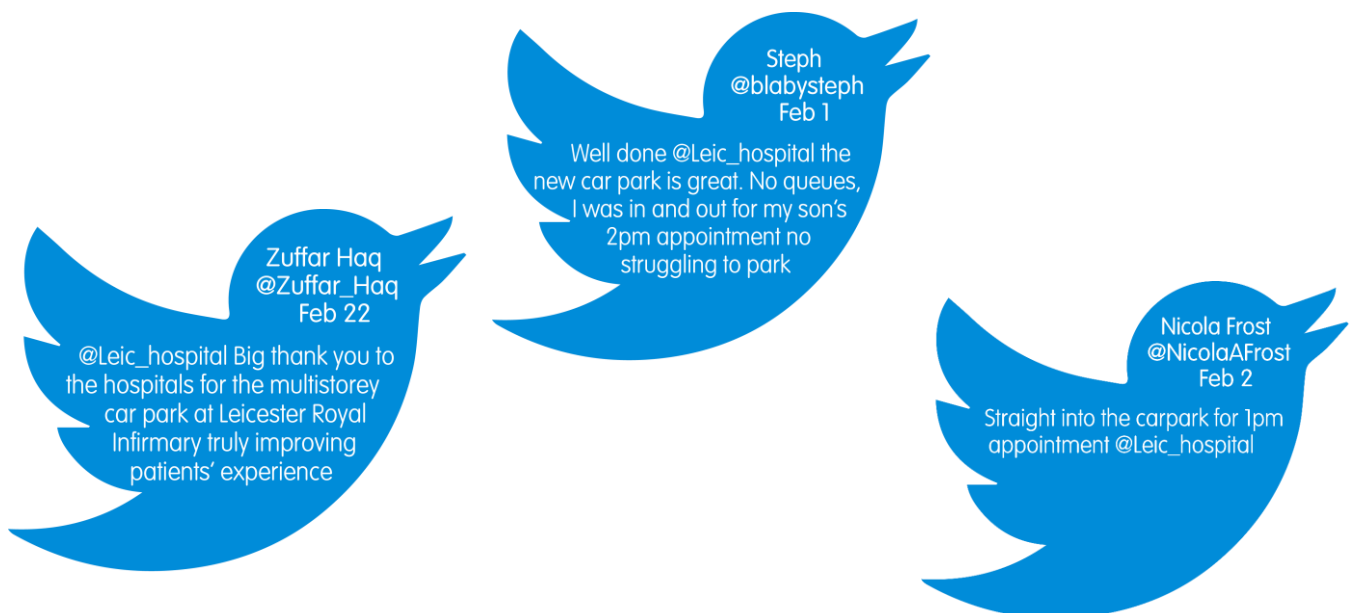 Steph
@blabysteph
Feb 1
Well done @Leic_hospital the
new car park is great. No queues,
I was in and out for my son's
2pm appointment no
struggling to park
Zuffar Haq
@Zuffar_Haq
Feb 22
@Leic_hospital Big thank you to
the hospitals for the multistorey
car park at Leicester Royal
Infirmary truly improving
patients' experience
Nicola Frost
@NicolaAFrost
Feb 2
Straight into the carpark for 1pm
appointment @Leic_hospital